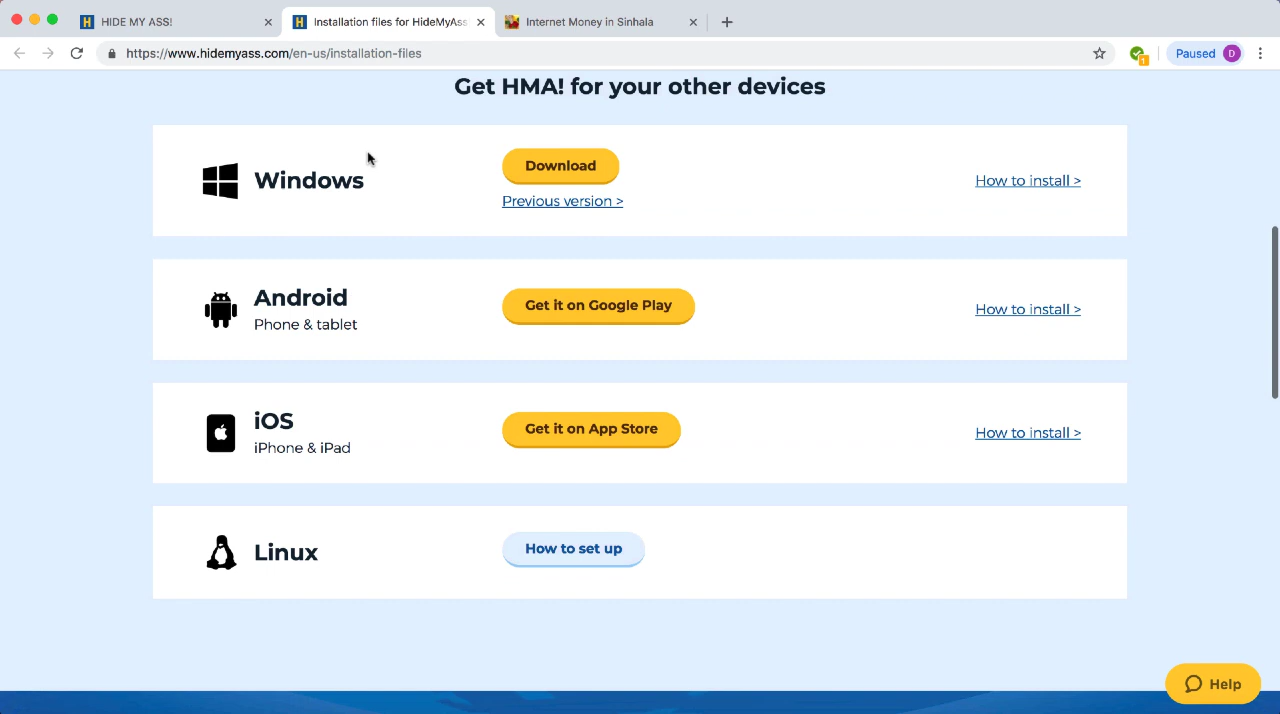 HIDE MY ASS!
Installation files for HideMyAss
Internet Money in Sinhala
https://www.hidemyass.com/en-us/installation-files
1
Paused
D
Get HMA! for your other devices
Windows
Download
Previous version >
How to install >
Android
Phone & tablet
Get it on Google Play
How to install >
iOS
iPhone & iPad
Get it on App Store
How to install >
Linux
How to set up
Help